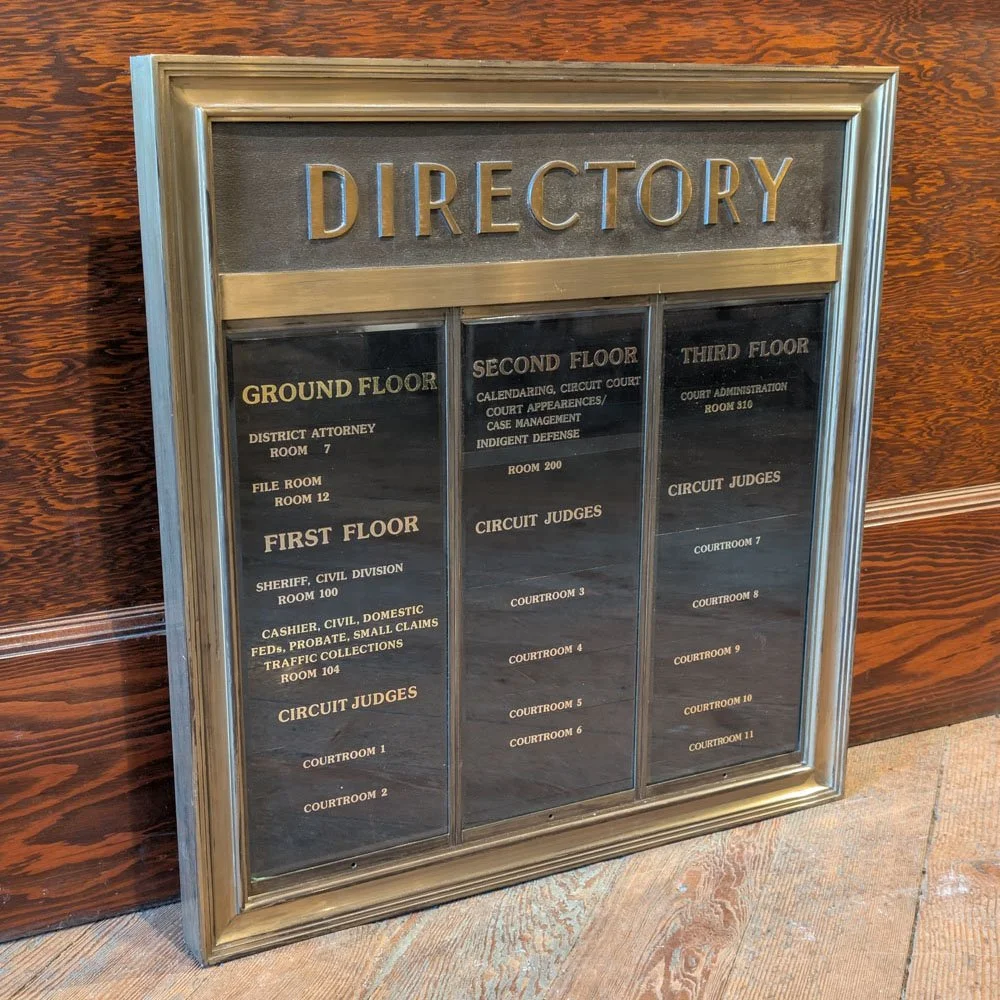 DIRECTORY
GROUND FLOOR
DISTRICT ATTORNEY
ROOM 7
FILE ROOM
ROOM 12
FIRST FLOOR
SHERIFF, CIVIL DIVISION
ROOM 100
CASHIER, CIVIL, DOMESTIC
FEDs, PROBATE, SMALL CLAIMS
TRAFFIC COLLECTIONS
ROOM 104
CIRCUIT JUDGES
COURTROOM 1
COURTROOM 2
SECOND FLOOR
CALENDARING, CIRCUIT COURT
COURT APPEARENCES/
CASE MANAGEMENT
INDIGENT DEFENSE
ROOM 200
CIRCUIT JUDGES
COURTROOM 3
COURTROOM 4
COURTROOM 5
COURTROOM 6
THIRD FLOOR
COURT ADMINISTRATION
ROOM 310
CIRCUIT JUDGES
COURTROOM 7
COURTROOM 8
COURTROOM 9
COURTROOM 10
COURTROOM 11